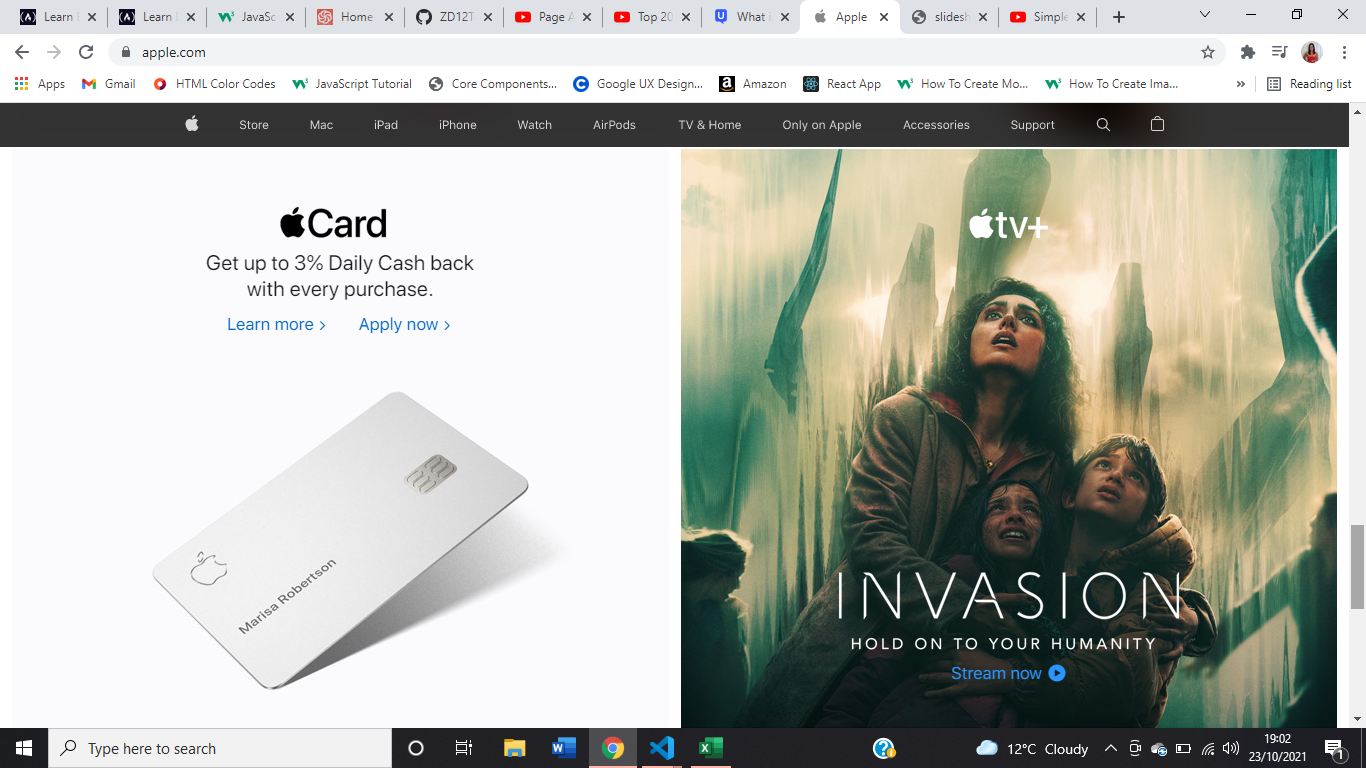 Learn
Learn
JavaSc
Home
ZD12T
Page A
Top 20
What i
Apple
slidesh
Simple
apple.com
Apps
Gmail
HTML Color Codes
JavaScript Tutorial
Core Components...
Google UX Design...
Amazon
React App
How To Create Mo...
How To Create Ima...
»
Reading list
Store
Mac
iPad
iPhone
Watch
AirPods
TV & Home
Only on Apple
Accessories
Support
Card
Get up to 3% Daily Cash back
with every purchase.
Learn more >
Apply now >
Marisa Robertson
tv+
INVASION
HOLD ON TO YOUR HUMANITY
Stream now
Type here to search
12°C Cloudy
19:02
23/10/2021
1